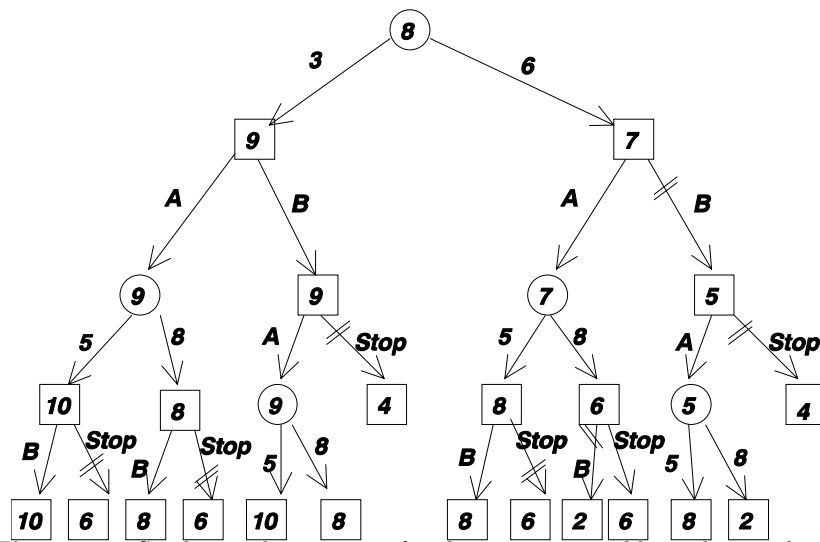 8
3 6
9 7
A B A B
9 9 7 5
5 8 A Stop 5 8 A Stop
10 8 9 4 8 6 5 4
B Stop B Stop 5 8 B Stop B Stop 5 8
10 6 8 6 10 8 8 6 2 6 8 2